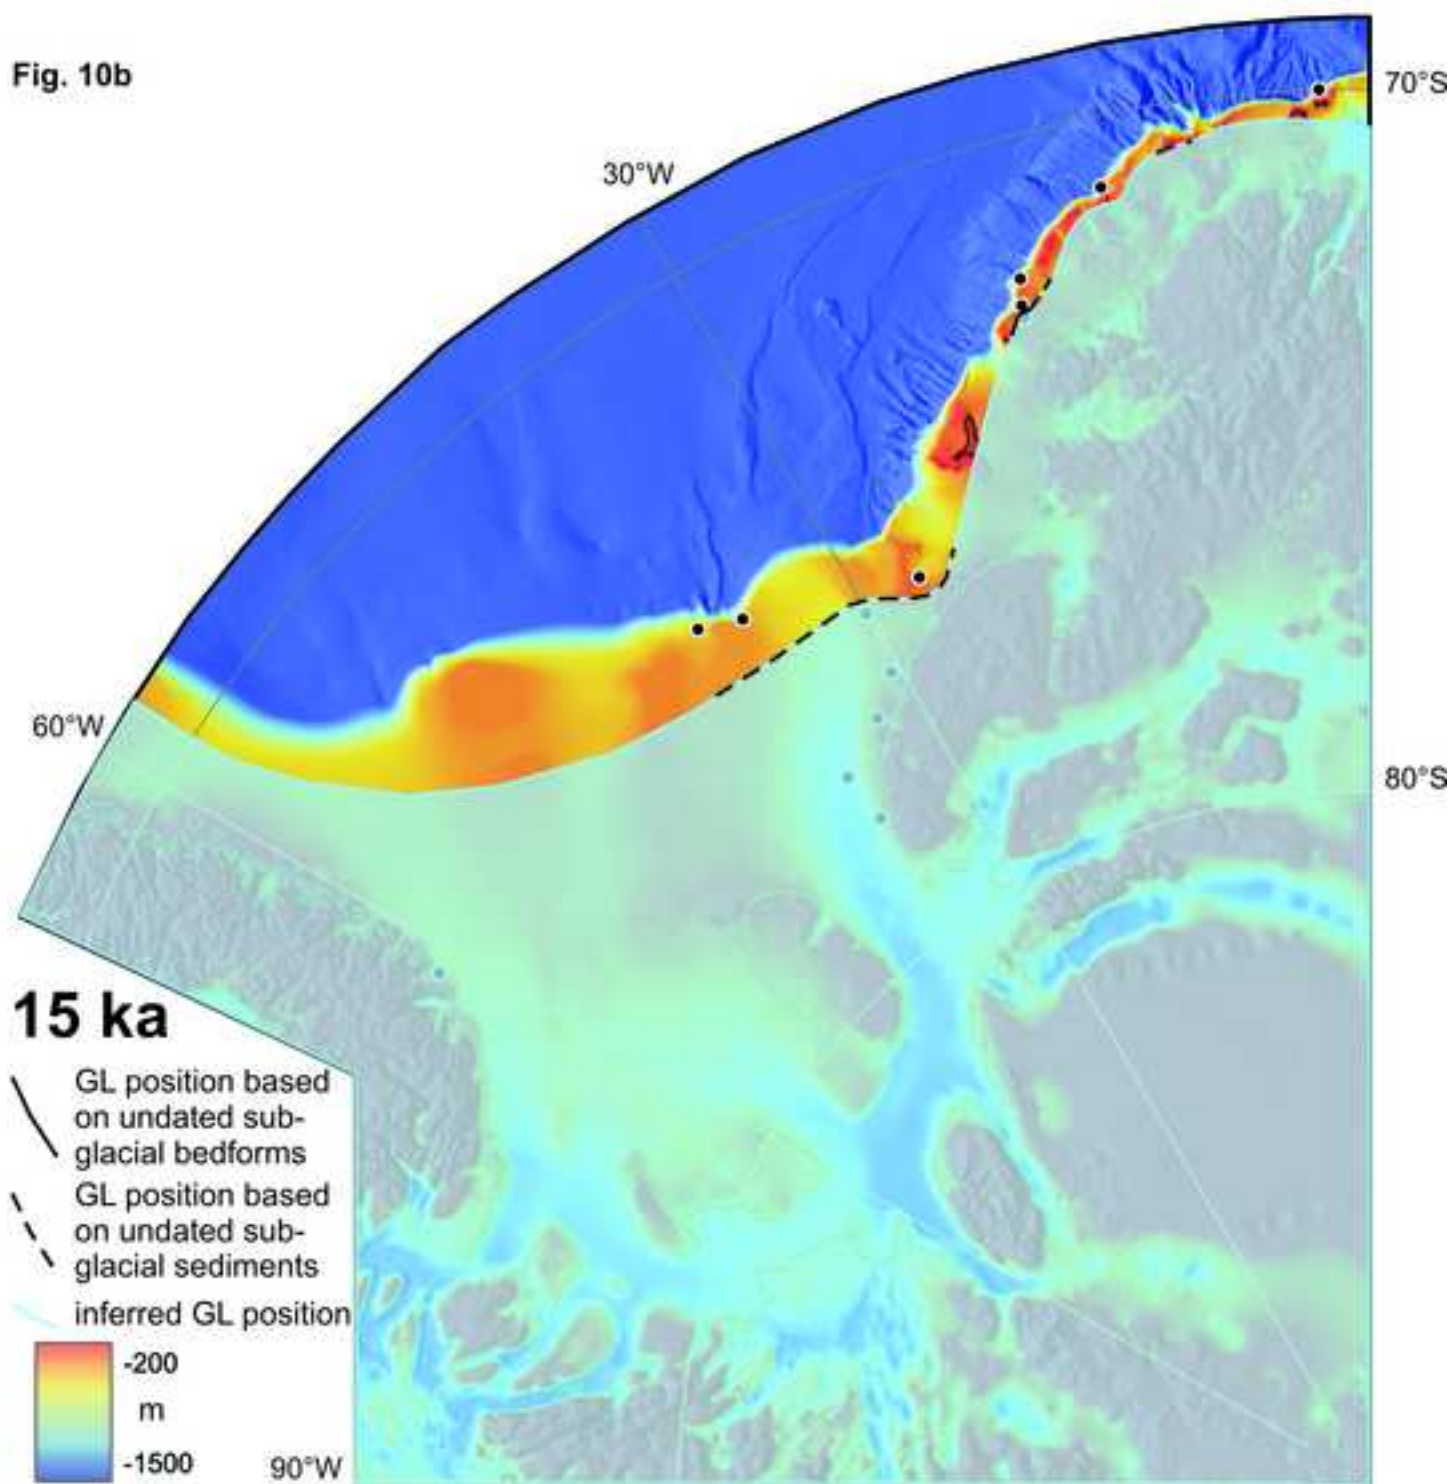 Fig. 10b
70°S
30°W
60°W
80°S
15 ka
GL position based
on undated sub-
glacial bedforms
GL position based
on undated sub-
glacial sediments
inferred GL position
-200
m
-1500
90°W